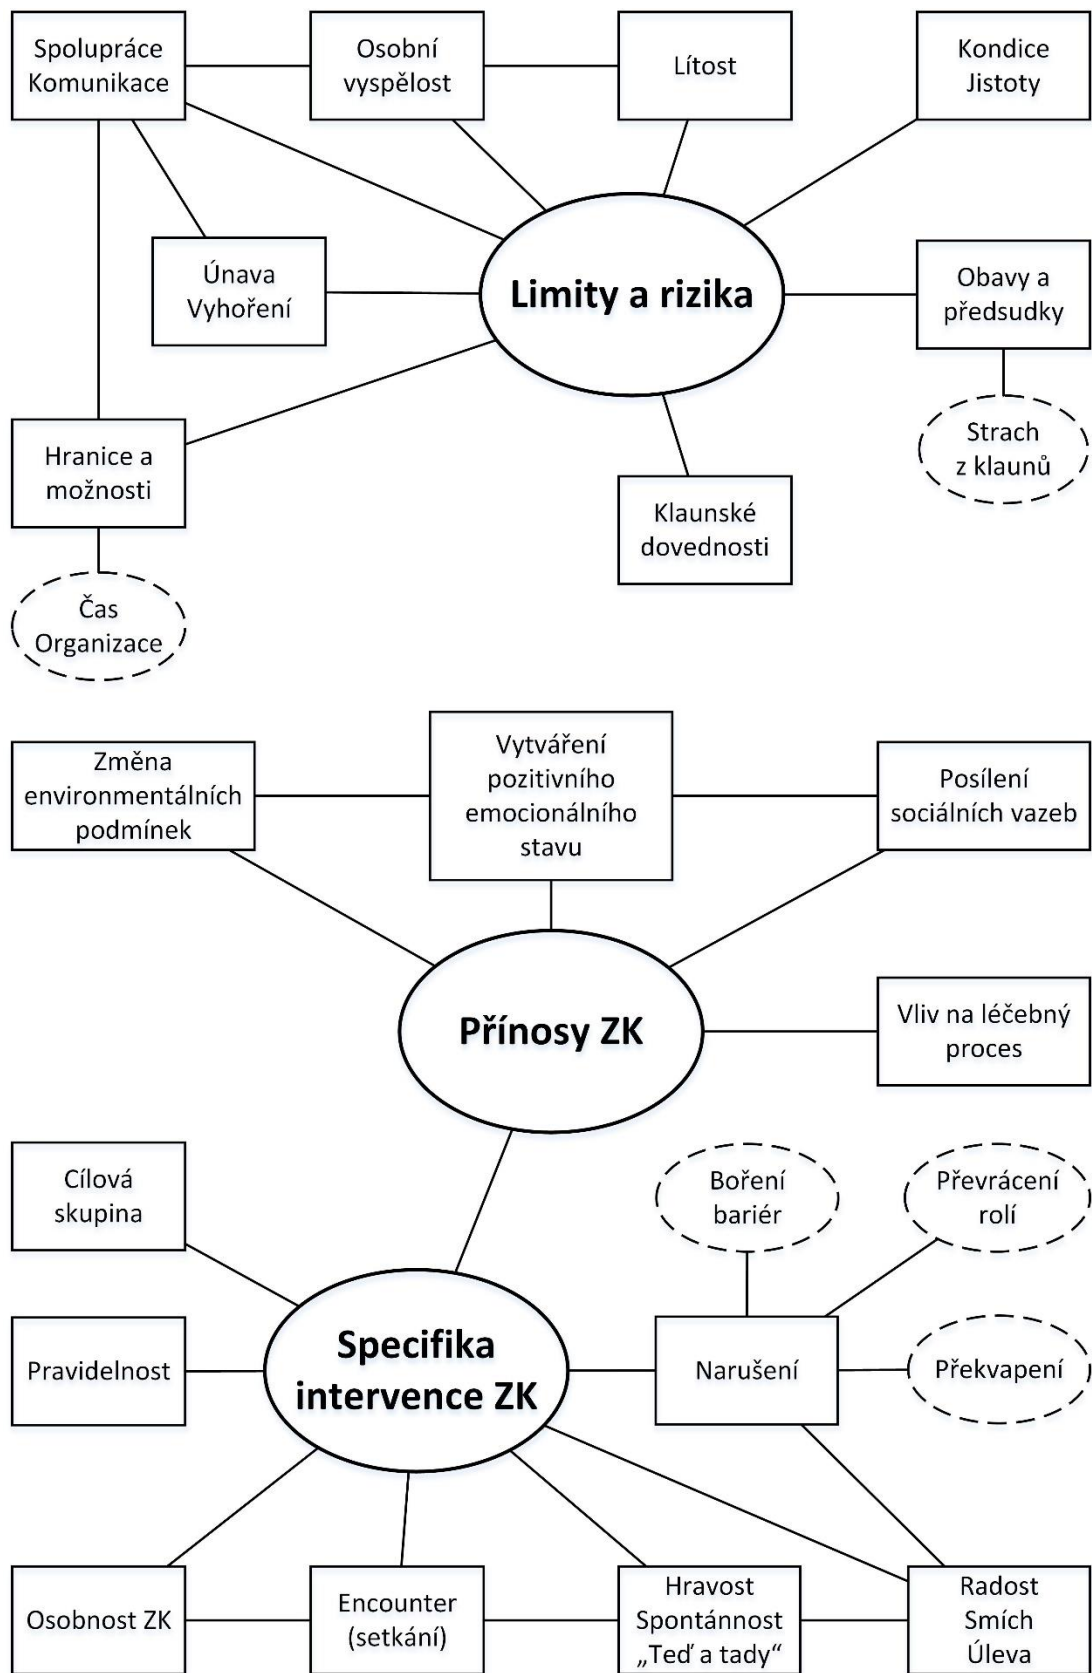 Spolupráce
Komunikace
Osobní
vyspělost
Lítost
Kondice
Jistoty
Únava
Vyhoření
Limity a rizika
Obavy a
předsudky
Strach
z klaunů
Hranice a
možnosti
Klaunské
dovednosti
Čas
Organizace
Změna
environmentálních
podmínek
Vytváření
pozitivního
emocionálního
stavu
Posílení
sociálních vazeb
Přínosy ZK
Vliv na léčebný
proces
Cílová
skupina
Boření
bariér
Převrácení
rolí
Specifika
intervence ZK
Pravidelnost
Narušení
Překvapení
Osobnost ZK
Encounter
(setkání)
Hravost
Spontánnost
„Teď a tady“
Radost
Smích
Úleva